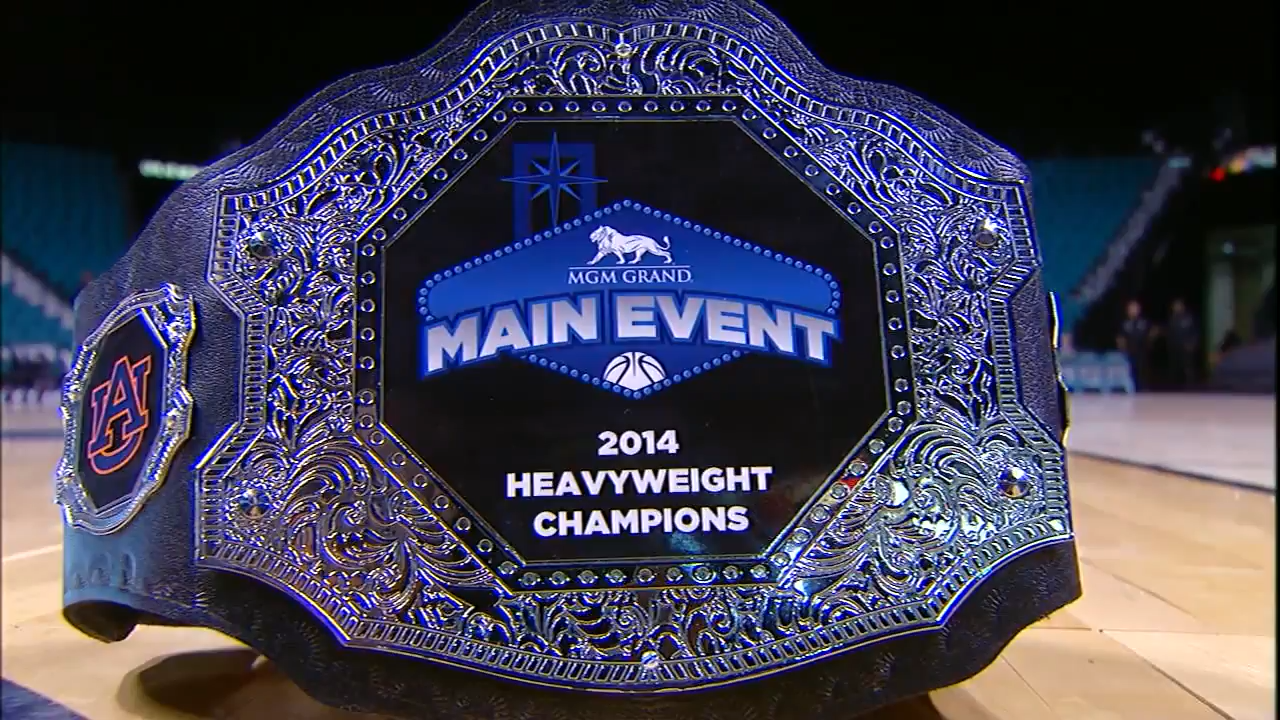 MGM GRAND
MAIN EVENT
2014
HEAVYWEIGHT
CHAMPIONS
AU